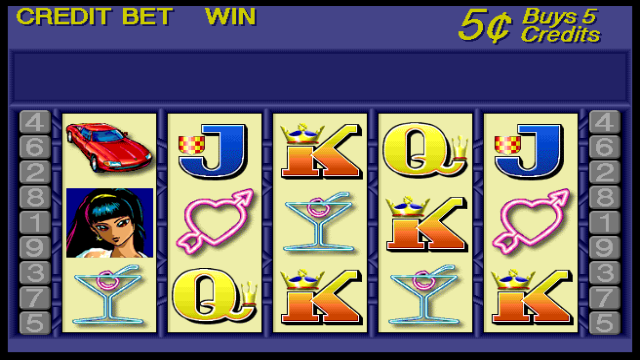 CREDIT BET WIN
5¢ Buys 5
Credits
4 J K Q J 4
6 6
2 2
8 8
1 K 1
9 9
3 3
7 Q K K 7
5 5